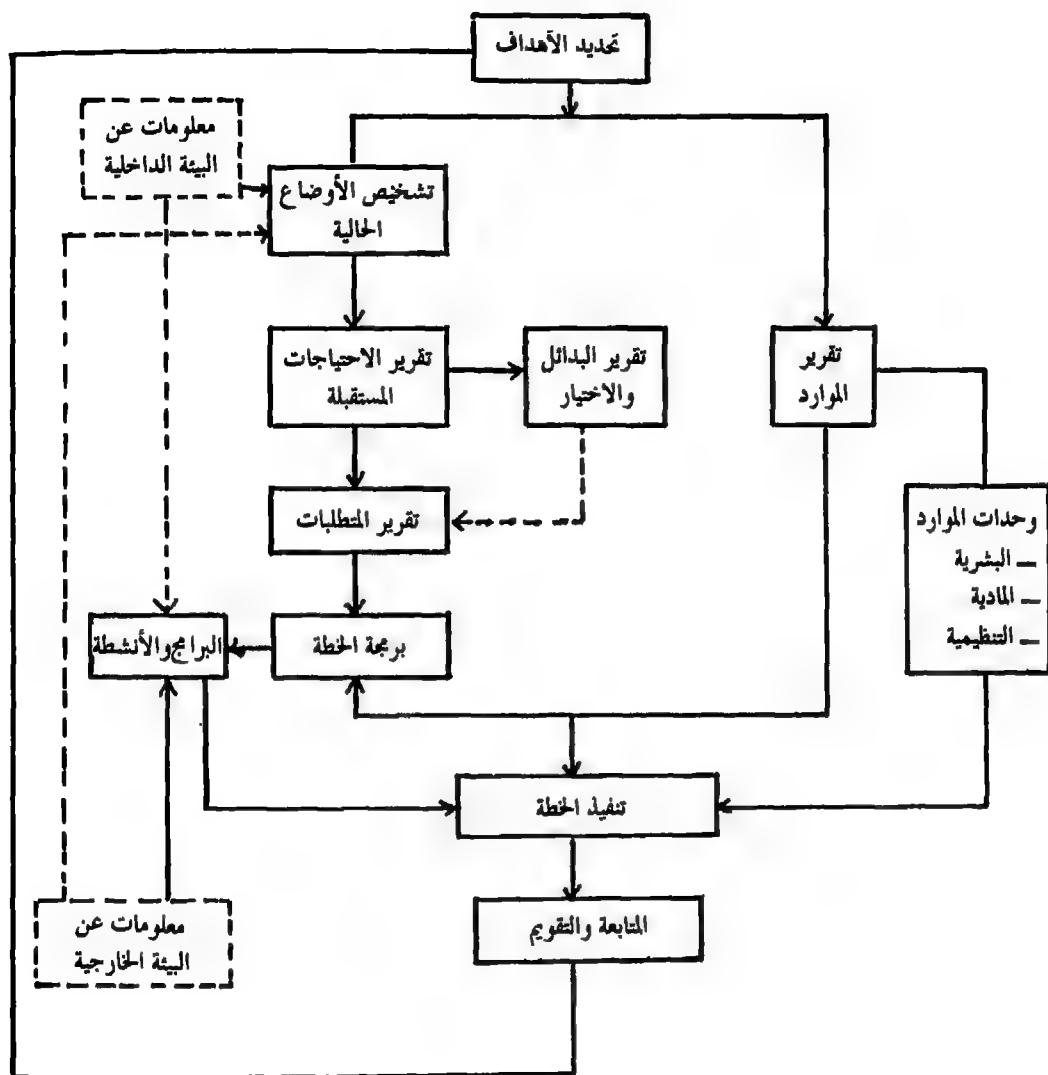 تحديد الأهداف
معلومات عن
البيئة الداخلية
تشخيص الأوضاع
الحالية
تقرير
الموارد
تقرير البدائل
والاختيار
تقرير الاحتياجات
المستقبلة
تقرير المتطلبات
وحدات الموارد
— البشرية
— المادية
— التنظيمية
برمجة الخطة
البرامج والأنشطة
تنفيذ الخطة
المتابعة والتقويم
معلومات عن
البيئة الخارجية